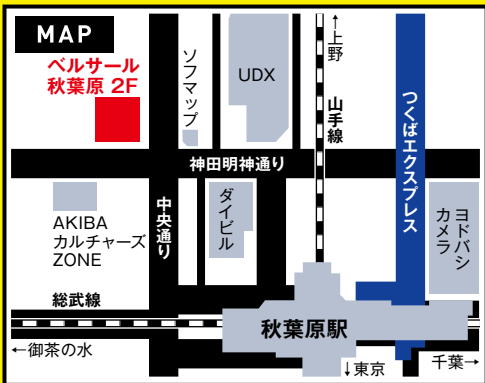 MAP
ベルサール
秋葉原 2F
ソフマップ
UDX
↑上野
山手線
つくばエクスプレス
神田明神通り
AKIBA
カルチャーズ
ZONE
中央通り
ダイビル
ヨドバシ
カメラ
総武線
秋葉原駅
←御茶の水
↓東京
千葉→